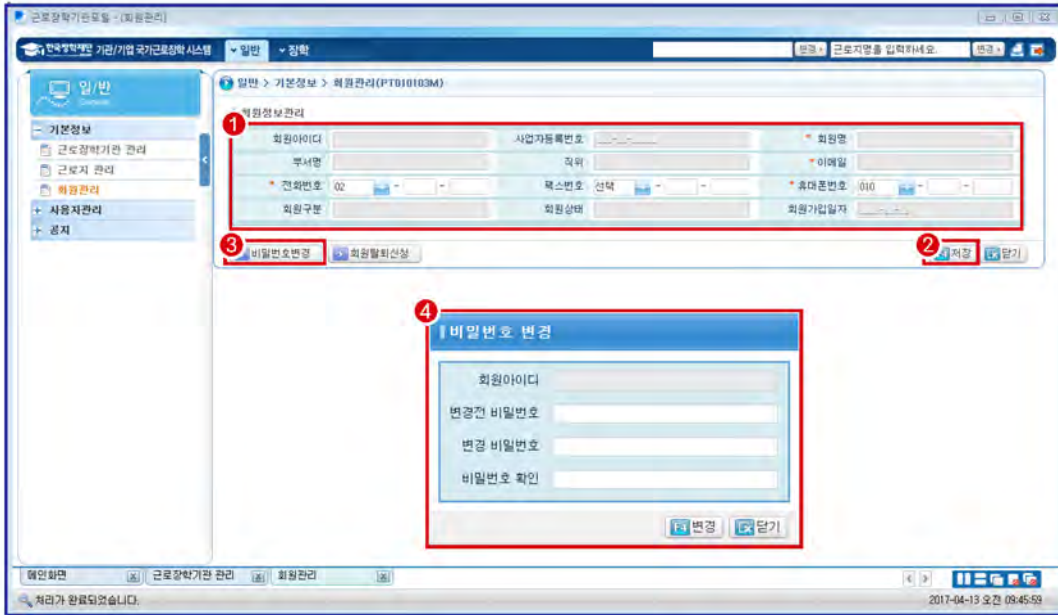 근로장학기관포털 - (회원관리)
한국장학재단 기관/기업 국가근로장학 시스템 일반 장학 변경 근로지명을 입력하세요. 변경
일/반
일반 > 기본정보 > 회원관리(PT010103M)
회원정보관리
1
- 기본정보
근로장학기관 관리
근로지 관리
회원관리
+ 사용자관리
+ 공지
회원아이디 사업자등록번호 __-_-____ * 회원명
부서명 직위 * 이메일
* 전화번호 02 - - 팩스번호 선택 - - * 휴대폰번호 010 - -
회원구분 회원상태 회원가입일자 ____-_-_
3 비밀번호변경 회원탈퇴신청 2 저장 닫기
4
비밀번호 변경
회원아이디
변경전 비밀번호
변경 비밀번호
비밀번호 확인
변경 닫기
메인화면 근로장학기관 관리 회원관리
처리가 완료되었습니다. 2017-04-13 오전 09:45:59